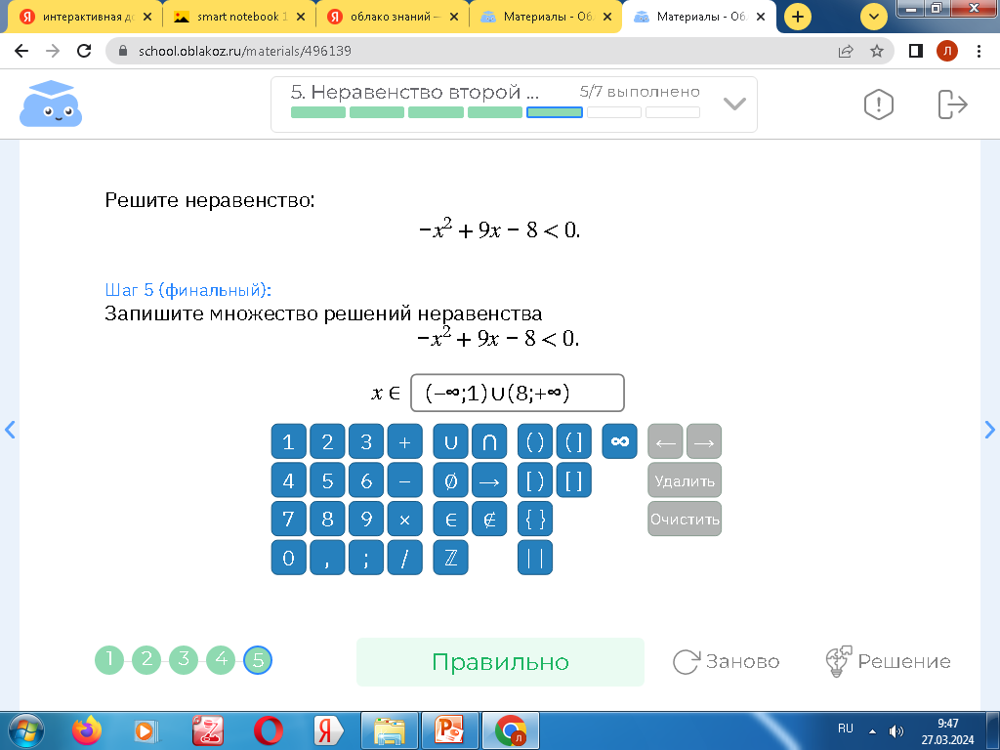 интерактивная до
smart notebook 1
облако знаний –
Материалы - Об
Материалы - Об
school.oblakoz.ru/materials/496139
Л
5. Неравенство второй ...
5/7 выполнено
Решите неравенство:
−x² + 9x − 8 < 0.
Шаг 5 (финальный):
Запишите множество решений неравенства
−x² + 9x − 8 < 0.
x ∈ (−∞;1)∪(8;+∞)
1 2 3 + ∪ ∩ ( ) ( ] ∞ ← →
4 5 6 − ∅ → [ ) [ ] Удалить
7 8 9 × ∈ ∉ { } Очистить
0 , ; / ℤ | |
1 2 3 4 5
Правильно
Заново
Решение
RU
9:47
27.03.2024